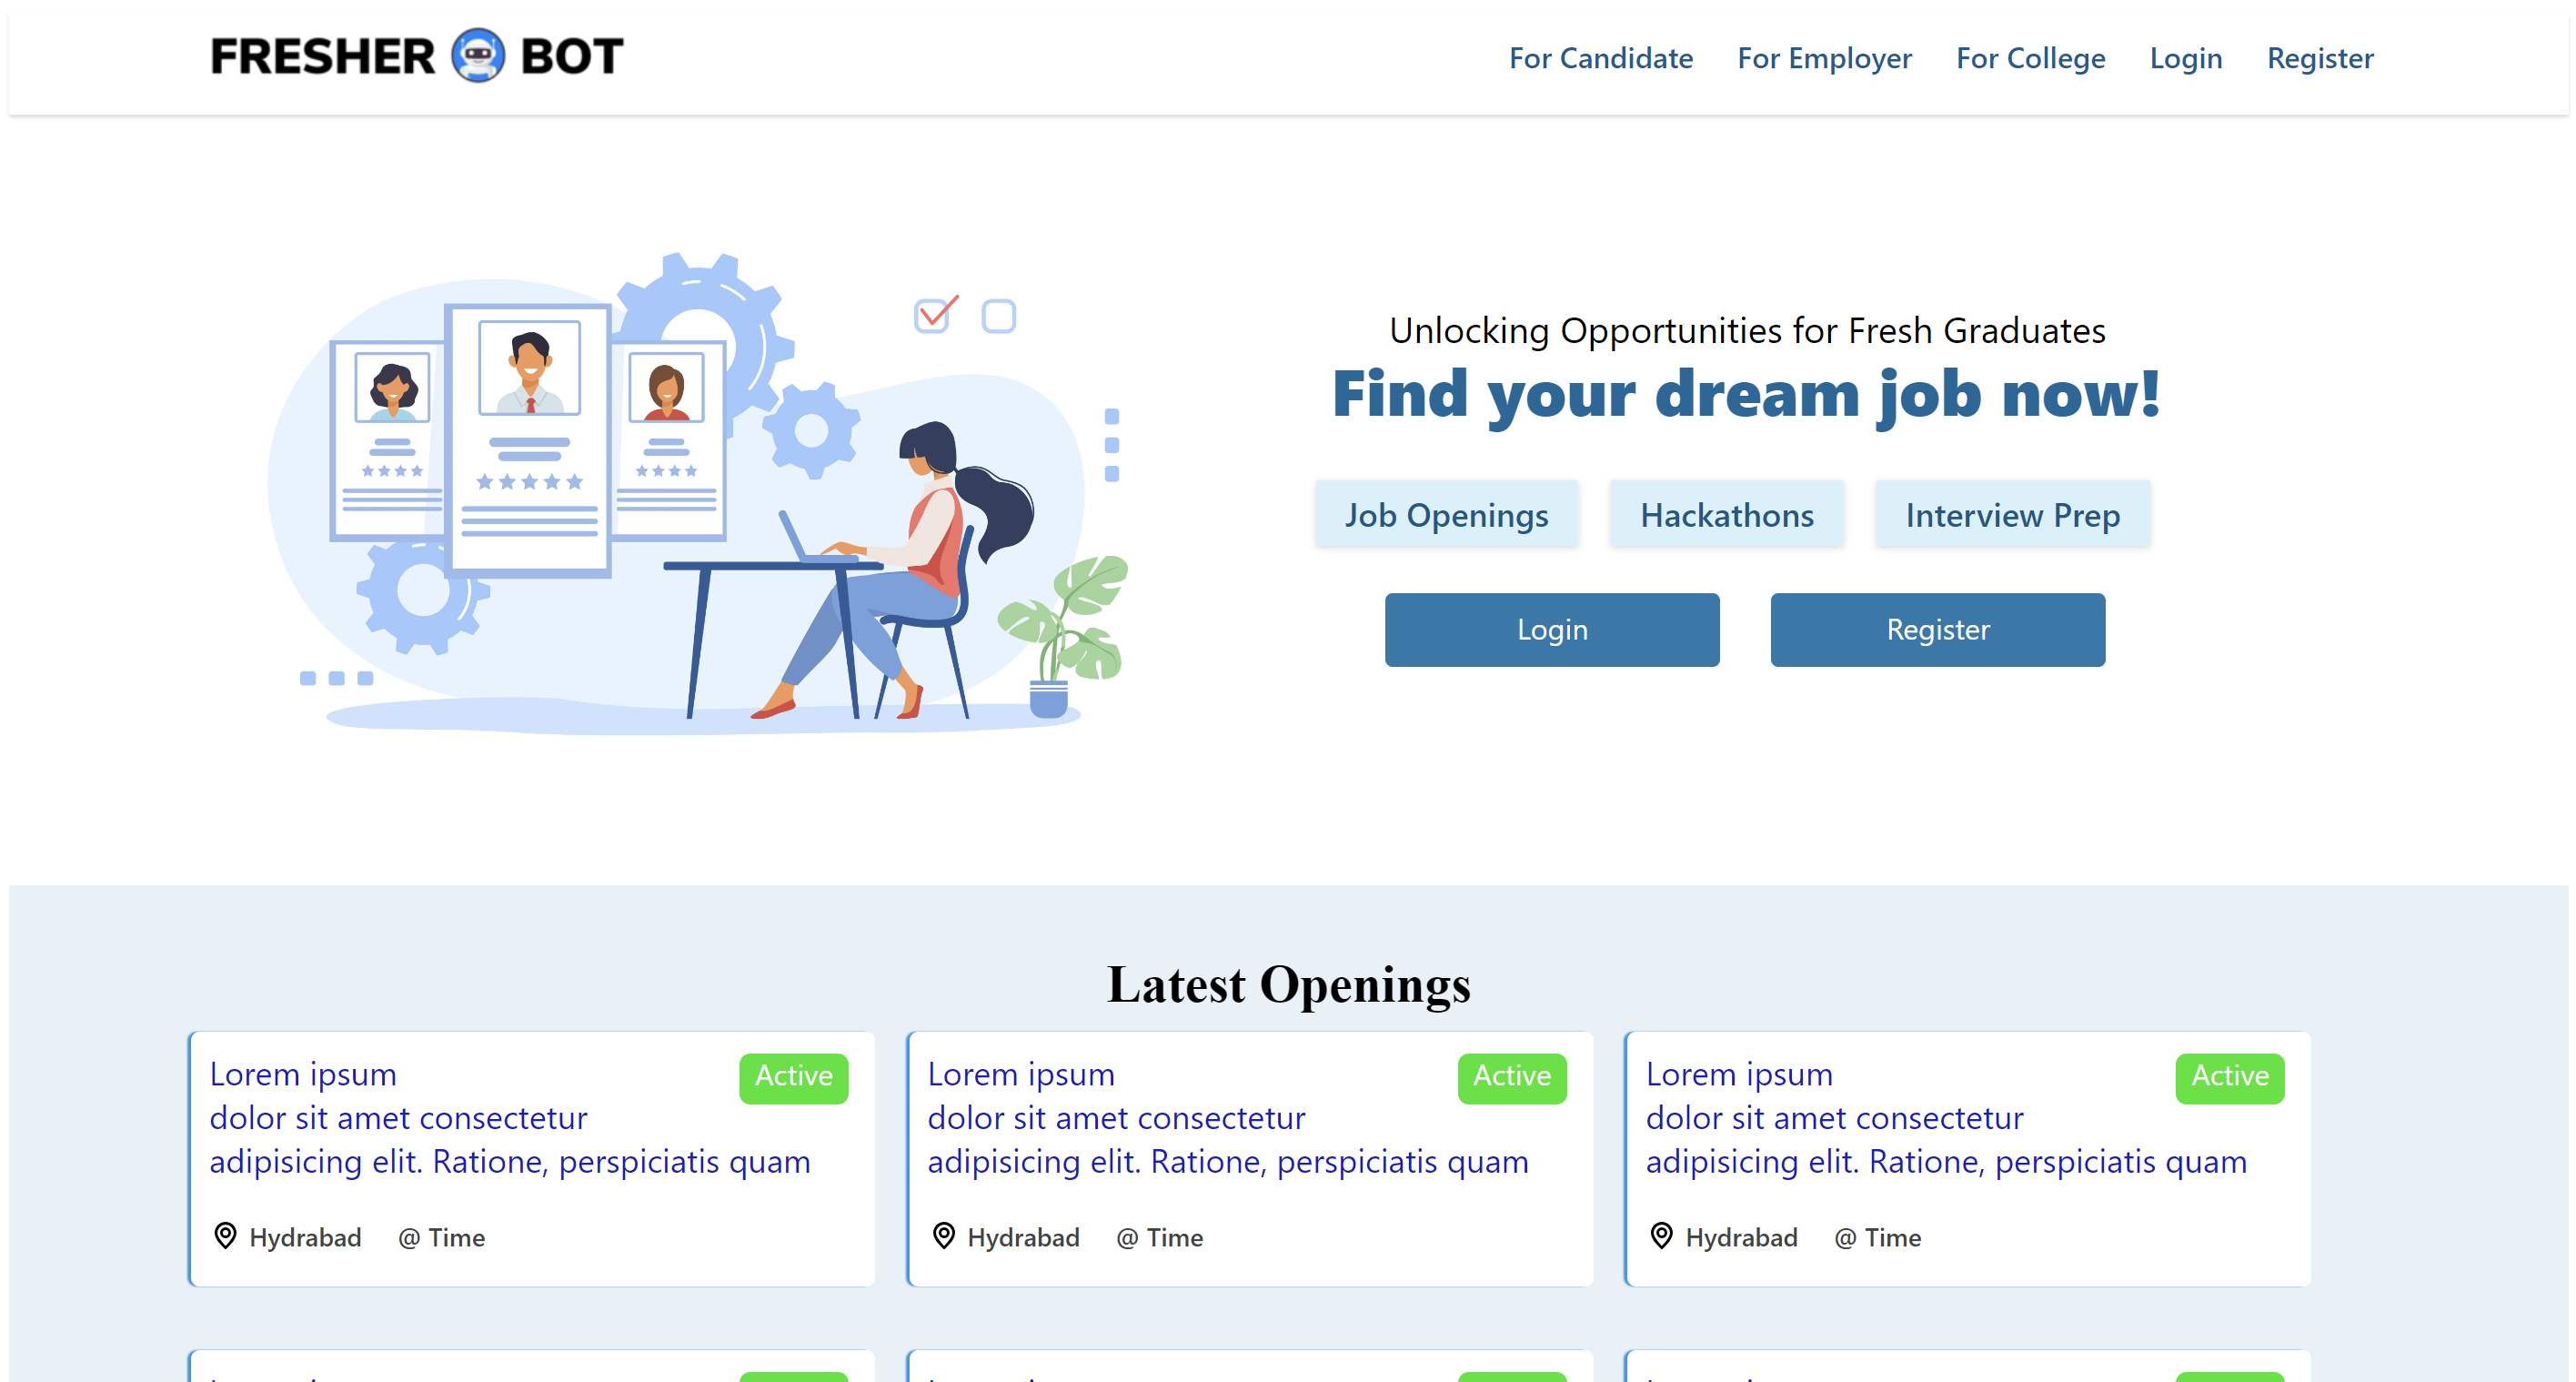 FRESHER BOT
For Candidate For Employer For College Login Register
Unlocking Opportunities for Fresh Graduates
Find your dream job now!
Job Openings Hackathons Interview Prep
Login Register
Latest Openings
Lorem ipsum
dolor sit amet consectetur
adipisicing elit. Ratione, perspiciatis quam
Active
Hydrabad @ Time
Lorem ipsum
dolor sit amet consectetur
adipisicing elit. Ratione, perspiciatis quam
Active
Hydrabad @ Time
Lorem ipsum
dolor sit amet consectetur
adipisicing elit. Ratione, perspiciatis quam
Active
Hydrabad @ Time